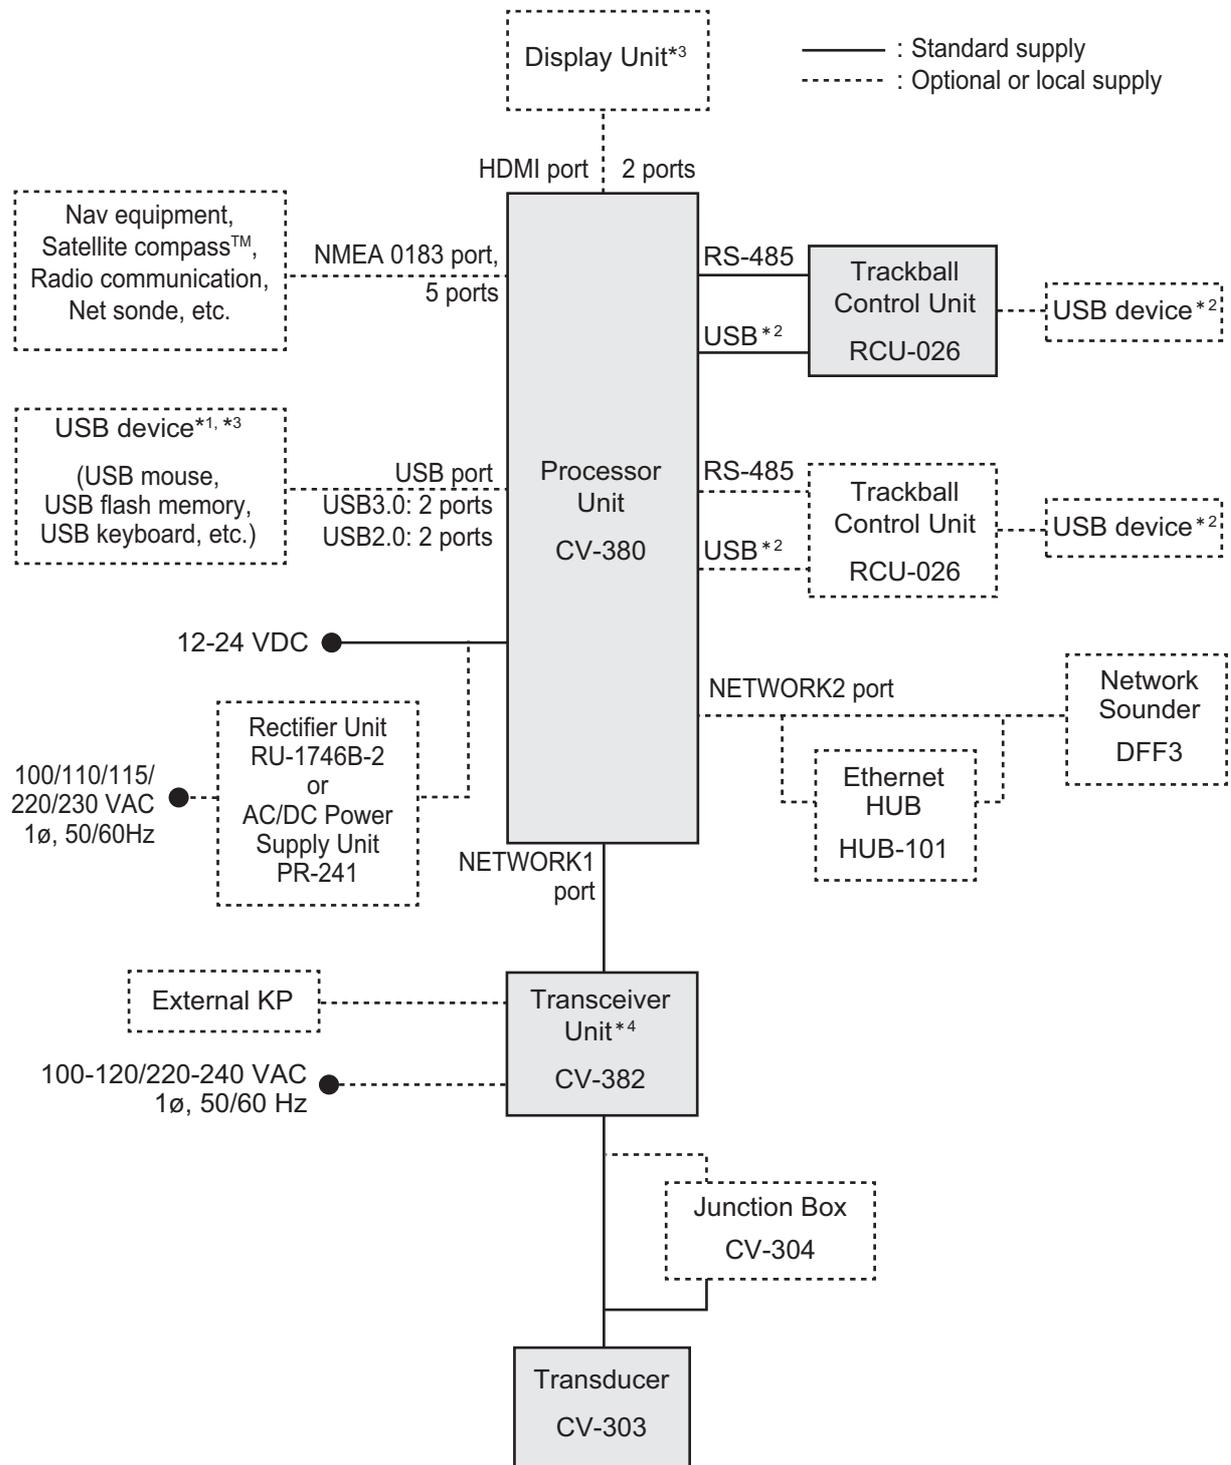 Display Unit*3
: Standard supply
: Optional or local supply
HDMI port
2 ports
Nav equipment,
Satellite compass™,
Radio communication,
Net sonde, etc.
NMEA 0183 port,
5 ports
RS-485
USB*2
Trackball
Control Unit
RCU-026
USB device*2
USB device*1, *3
(USB mouse,
USB flash memory,
USB keyboard, etc.)
USB port
USB3.0: 2 ports
USB2.0: 2 ports
Processor
Unit
CV-380
RS-485
USB*2
Trackball
Control Unit
RCU-026
USB device*2
12-24 VDC
NETWORK2 port
Network
Sounder
DFF3
Rectifier Unit
RU-1746B-2
or
AC/DC Power
Supply Unit
PR-241
100/110/115/
220/230 VAC
1ø, 50/60Hz
Ethernet
HUB
HUB-101
NETWORK1
port
External KP
Transceiver
Unit*4
CV-382
100-120/220-240 VAC
1ø, 50/60 Hz
Junction Box
CV-304
Transducer
CV-303